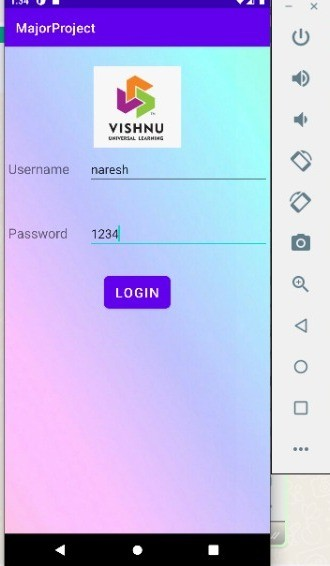 1:34
MajorProject
VISHNU
UNIVERSAL LEARNING
Username naresh
Password 1234
LOGIN